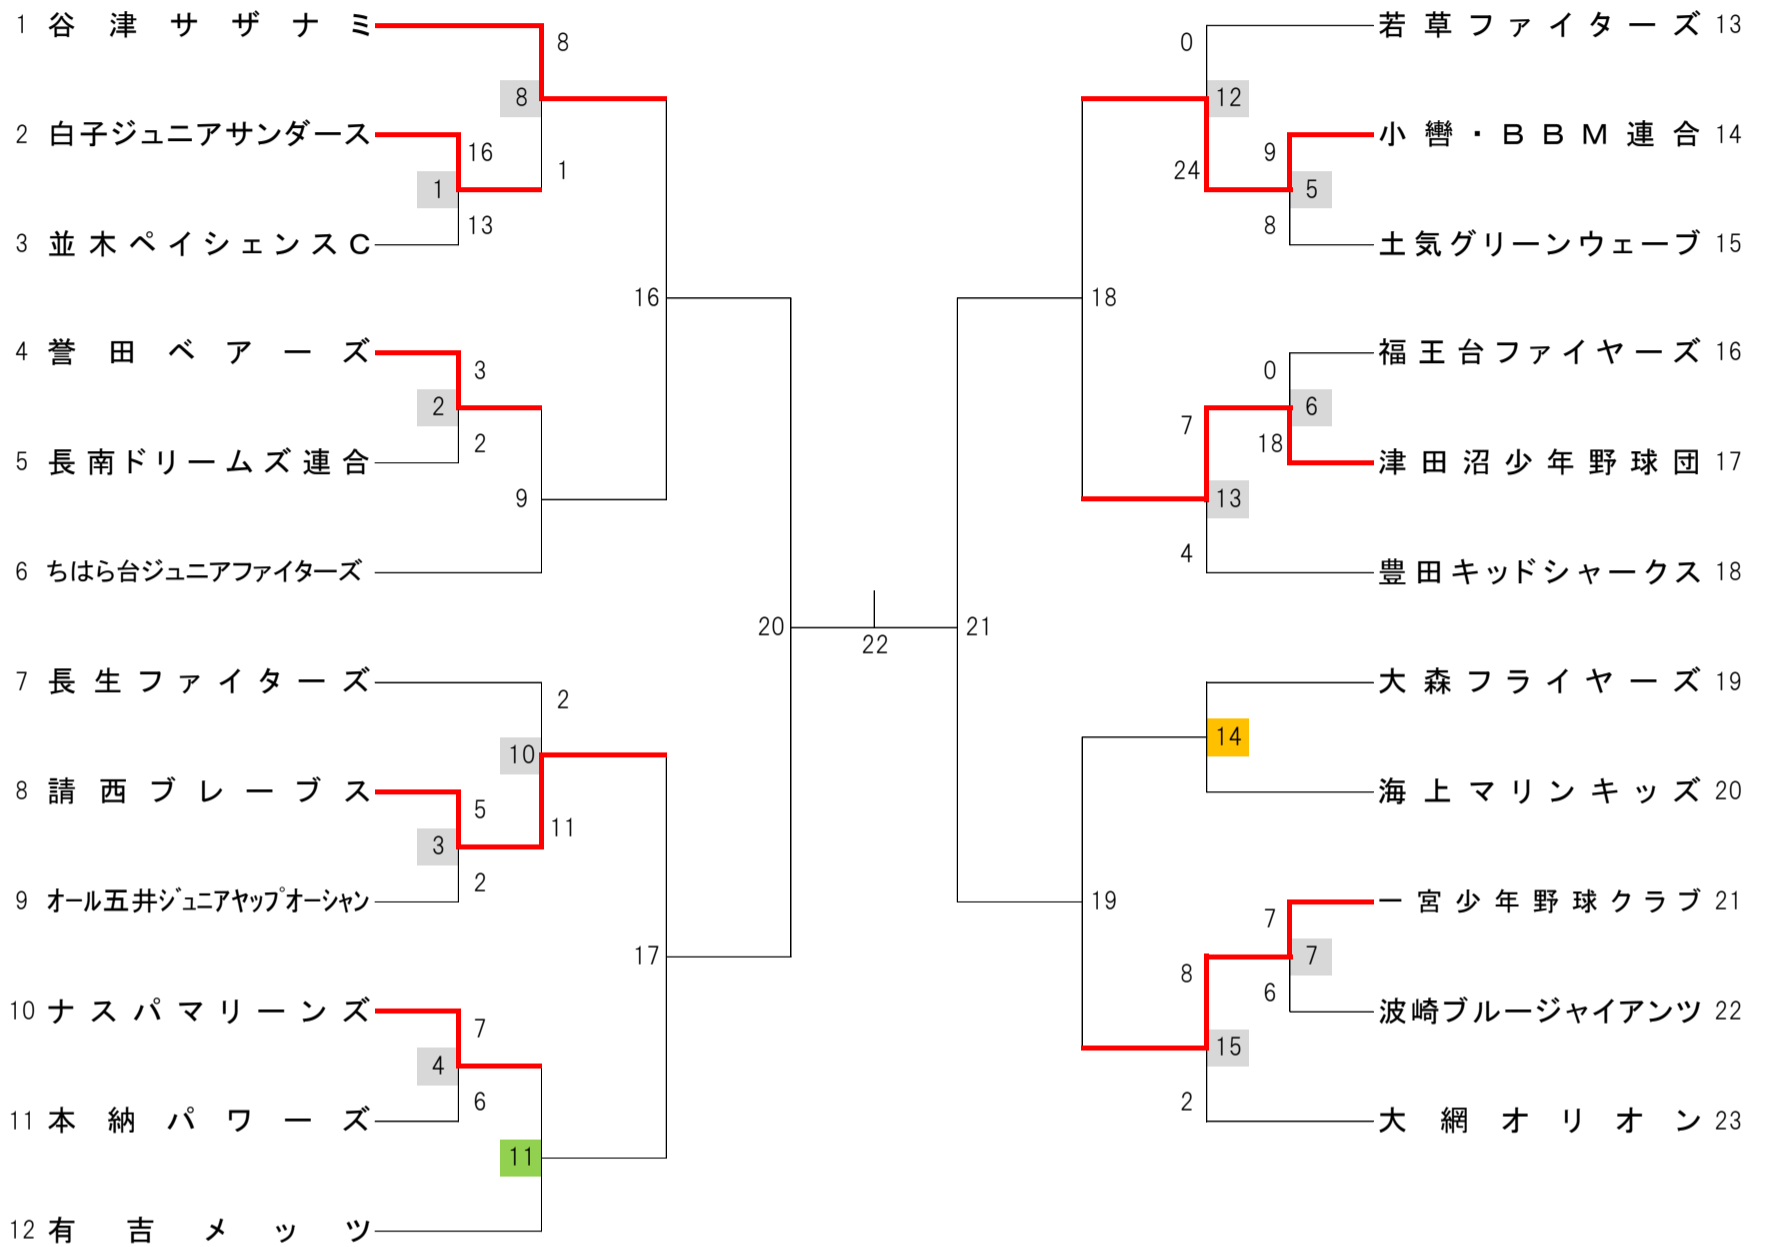 1 谷津サザナミ
2 白子ジュニアサンダース
3 並木ペイシェンスC
4 誉田ベアーズ
5 長南ドリームズ連合
6 ちはら台ジュニアファイターズ
7 長生ファイターズ
8 請西ブレーブス
9 オール五井ジュニアヤップオーシャン
10 ナスパマリーンズ
11 本納パワーズ
12 有吉メッツ
8
8
16
1
1
13
16
3
2
2
9
2
10
5
11
3
2
17
7
4
6
11
20
22
21
0
12
9
24
5
8
18
0
7
6
18
13
4
14
19
7
8
7
6
15
2
若草ファイターズ 13
小轡・BBM連合 14
土気グリーンウェーブ 15
福王台ファイヤーズ 16
津田沼少年野球団 17
豊田キッドシャークス 18
大森フライヤーズ 19
海上マリンキッズ 20
一宮少年野球クラブ 21
波崎ブルージャイアンツ 22
大網オリオン 23